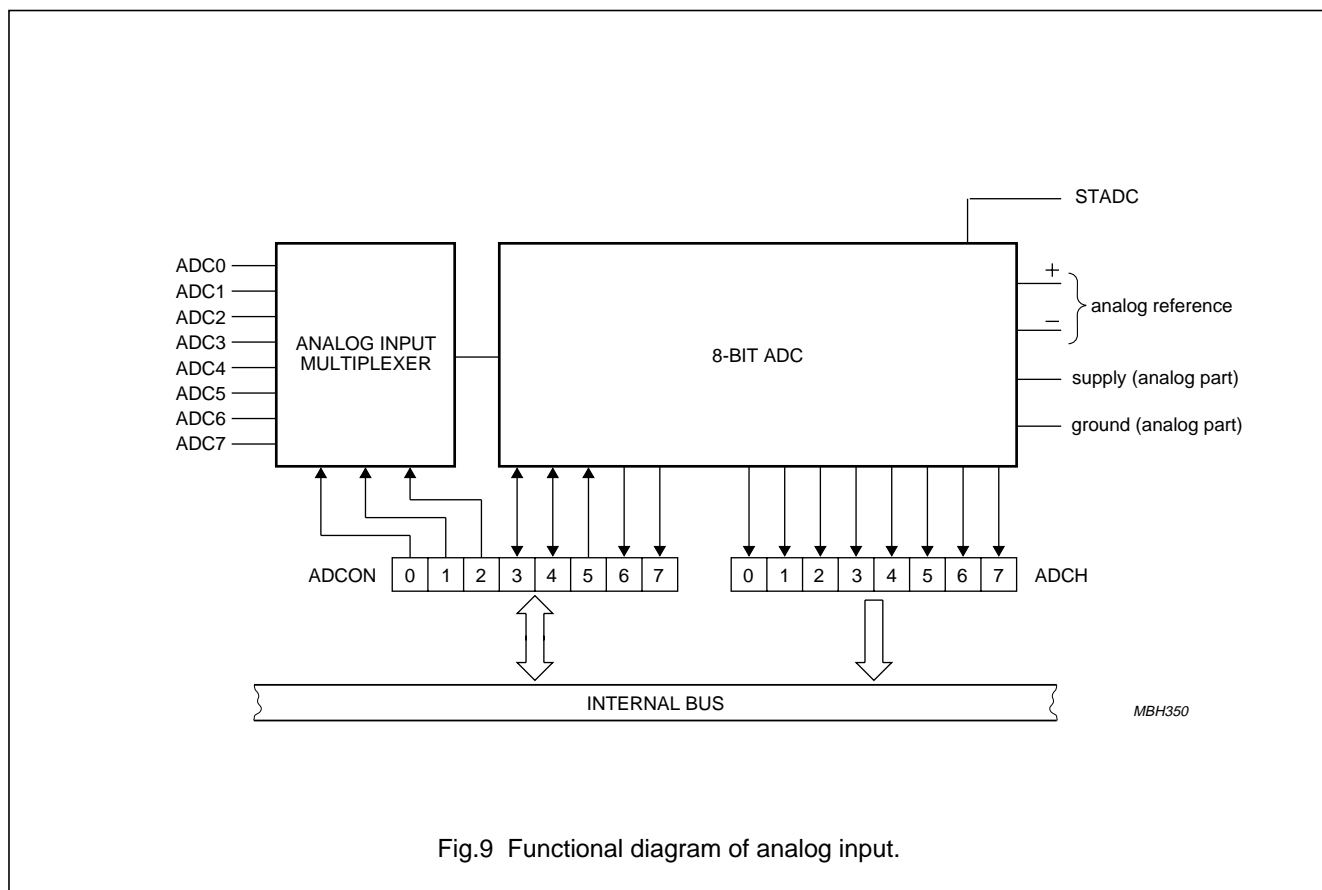 STADC
ADC0
ADC1
ADC2
ADC3
ADC4
ADC5
ADC6
ADC7
ANALOG INPUT
MULTIPLEXER
8-BIT ADC
+
analog reference
−
supply (analog part)
ground (analog part)
ADCON 0 1 2 3 4 5 6 7
0 1 2 3 4 5 6 7 ADCH
INTERNAL BUS
MBH350
Fig.9 Functional diagram of analog input.